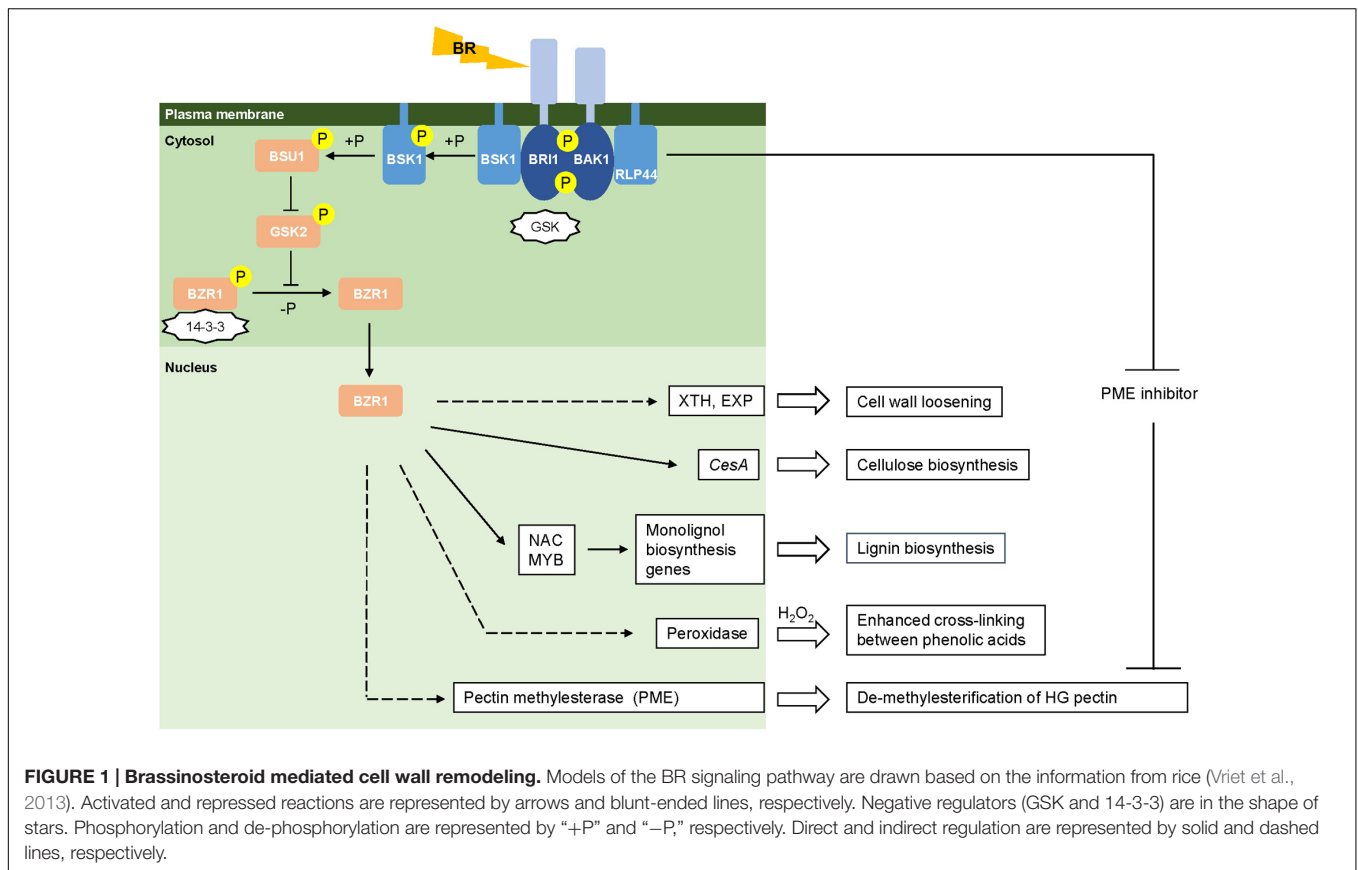 BR
Plasma membrane
Cytosol
P
+P
P
+P
P
BSU1
BSK1
BSK1
BRI1
BAK1
RLP44
P
P
GSK2
GSK
P
BZR1
-P
BZR1
14-3-3
Nucleus
BZR1
XTH, EXP
Cell wall loosening
PME inhibitor
CesA
Cellulose biosynthesis
NAC
MYB
Monolignol
biosynthesis
genes
Lignin biosynthesis
Peroxidase
H₂O₂
Enhanced cross-linking
between phenolic acids
Pectin methylesterase (PME)
De-methylesterification of HG pectin
FIGURE 1 | Brassinosteroid mediated cell wall remodeling. Models of the BR signaling pathway are drawn based on the information from rice (Vriet et al.,
2013). Activated and repressed reactions are represented by arrows and blunt-ended lines, respectively. Negative regulators (GSK and 14-3-3) are in the shape of
stars. Phosphorylation and de-phosphorylation are represented by “+P” and “−P,” respectively. Direct and indirect regulation are represented by solid and dashed
lines, respectively.